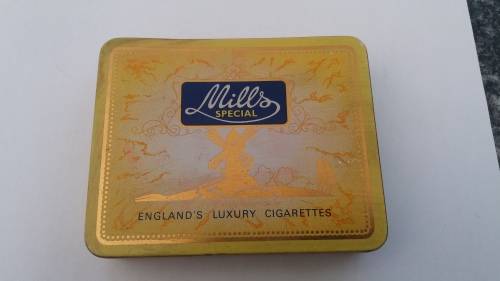 Mills
SPECIAL
ENGLAND'S LUXURY CIGARETTES